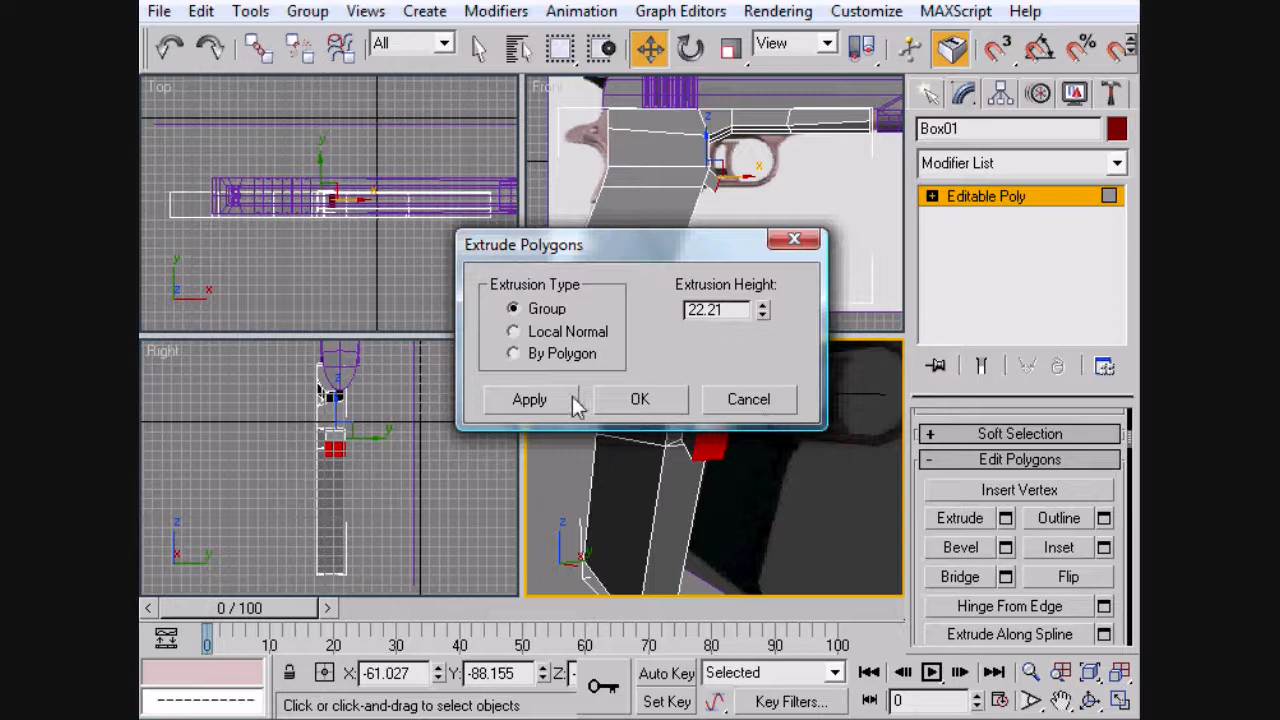 File Edit Tools Group Views Create Modifiers Animation Graph Editors Rendering Customize MAXScript Help
All
View
3
%
Top
Front
Box01
Modifier List
Editable Poly
Extrude Polygons
Extrusion Type
Group
Local Normal
By Polygon
Extrusion Height:
22.21
Apply OK Cancel
Right
Soft Selection
Edit Polygons
Insert Vertex
Extrude Outline
Bevel Inset
Bridge Flip
Hinge From Edge
Extrude Along Spline
0 / 100
0 10 20 30 40 50 60 70 80 90 100
X: -61.027 Y: -88.155 Z:
Auto Key Selected
Set Key Key Filters...
0
Click or click-and-drag to select objects